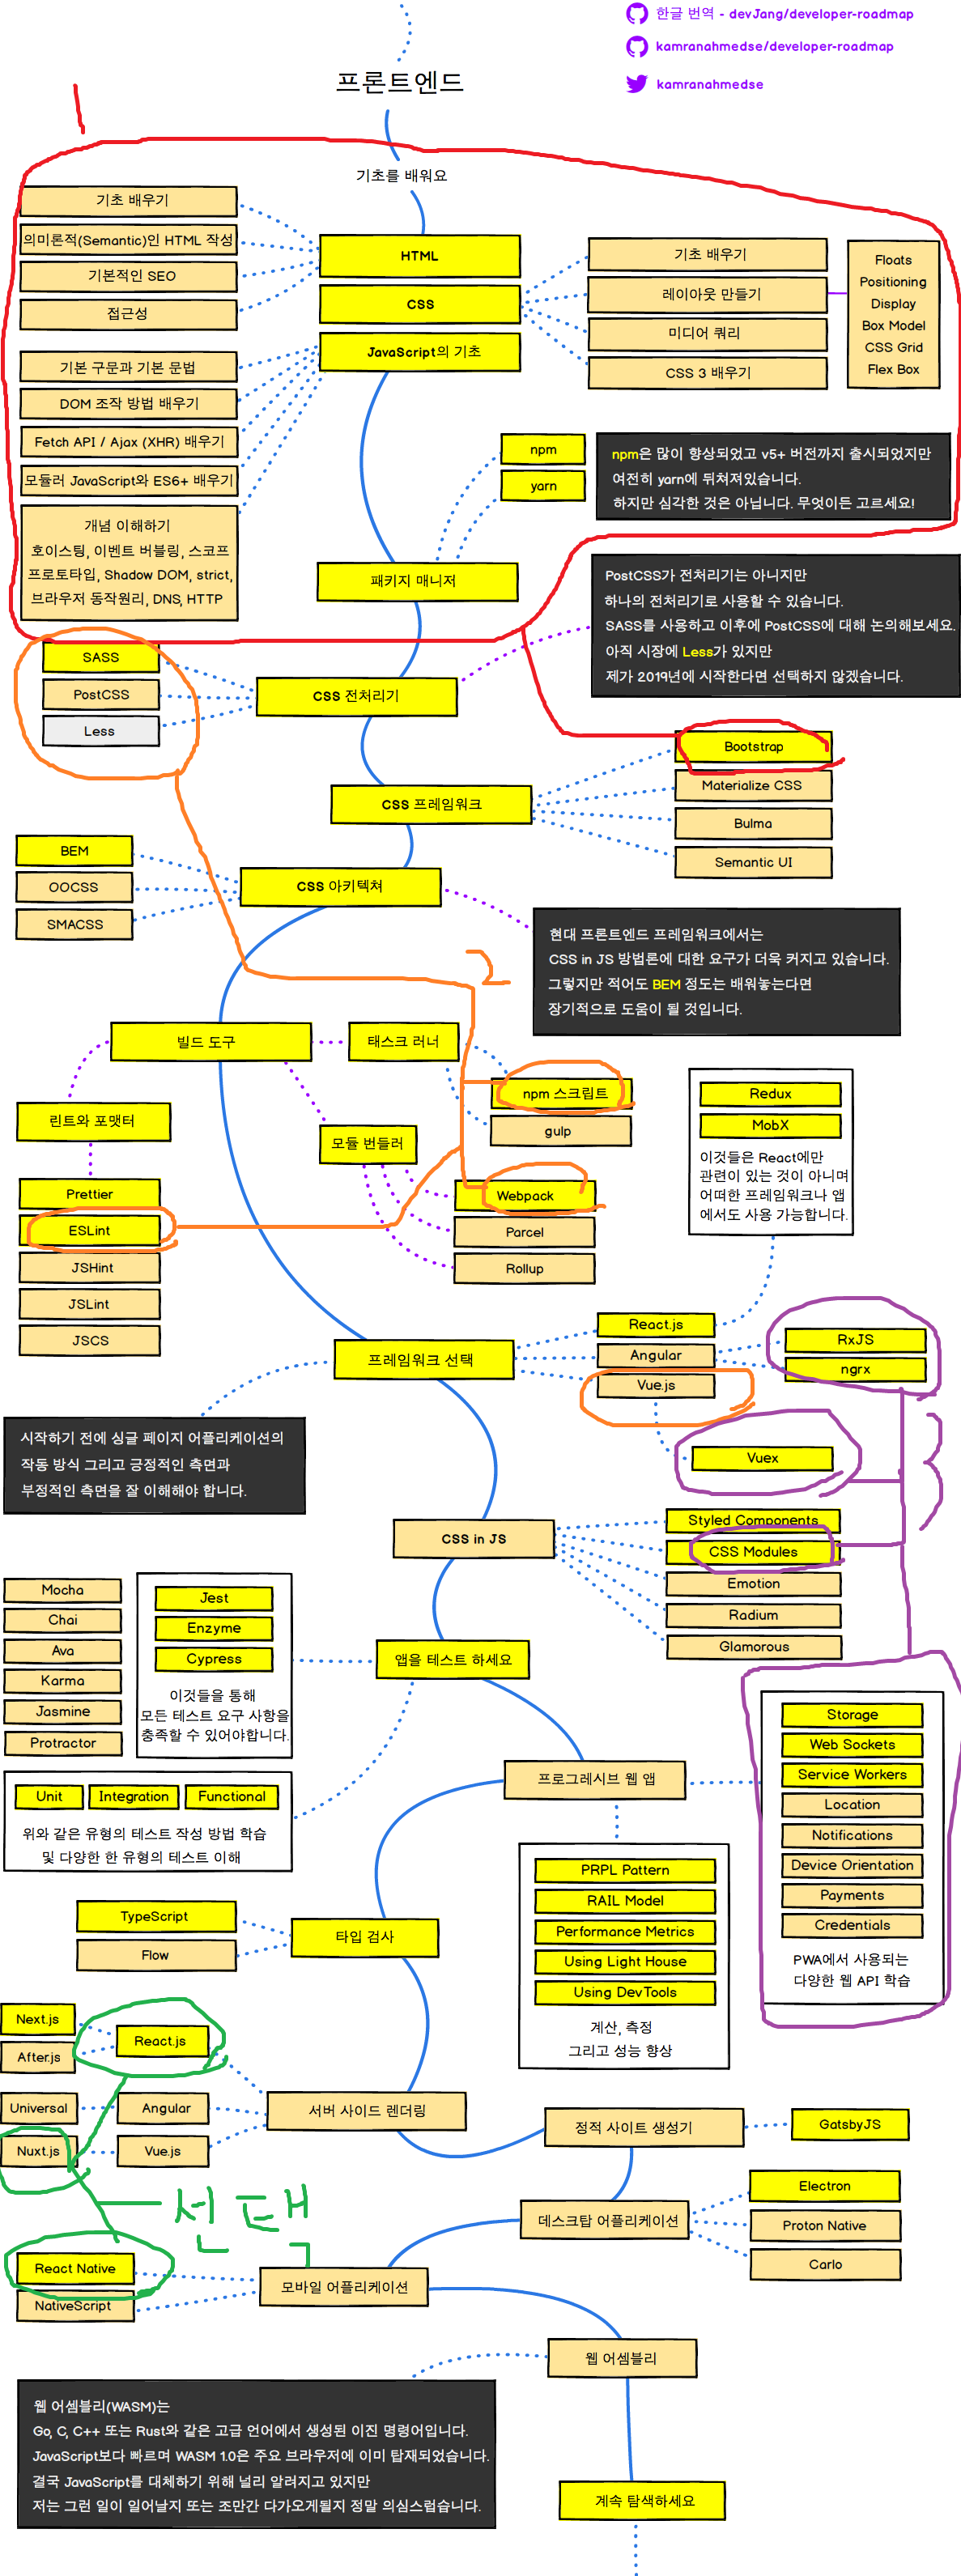 한글 번역 - devJang/developer-roadmap
kamranahmedse/developer-roadmap
kamranahmedse
프론트엔드
1
기초를 배워요
기초 배우기
의미론적(Semantic)인 HTML 작성
기본적인 SEO
접근성
HTML
CSS
JavaScript의 기초
기초 배우기
레이아웃 만들기
미디어 쿼리
CSS 3 배우기
Floats
Positioning
Display
Box Model
CSS Grid
Flex Box
기본 구문과 기본 문법
DOM 조작 방법 배우기
Fetch API / Ajax (XHR) 배우기
모듈러 JavaScript와 ES6+ 배우기
개념 이해하기
호이스팅, 이벤트 버블링, 스코프
프로토타입, Shadow DOM, strict,
브라우저 동작원리, DNS, HTTP
npm
yarn
npm은 많이 향상되었고 v5+ 버전까지 출시되었지만
여전히 yarn에 뒤쳐져있습니다.
하지만 심각한 것은 아닙니다. 무엇이든 고르세요!
패키지 매니저
PostCSS가 전처리기는 아니지만
하나의 전처리기로 사용할 수 있습니다.
SASS를 사용하고 이후에 PostCSS에 대해 논의해보세요.
아직 시장에 Less가 있지만
제가 2019년에 시작한다면 선택하지 않겠습니다.
SASS
PostCSS
Less
CSS 전처리기
Bootstrap
Materialize CSS
Bulma
Semantic UI
CSS 프레임워크
BEM
OOCSS
SMACSS
CSS 아키텍쳐
현대 프론트엔드 프레임워크에서는
CSS in JS 방법론에 대한 요구가 더욱 커지고 있습니다.
그렇지만 적어도 BEM 정도는 배워놓는다면
장기적으로 도움이 될 것입니다.
2
빌드 도구
태스크 러너
npm 스크립트
gulp
린트와 포맷터
모듈 번들러
Prettier
ESLint
JSHint
JSLint
JSCS
Webpack
Parcel
Rollup
Redux
MobX
이것들은 React에만
관련이 있는 것이 아니며
어떠한 프레임워크나 앱
에서도 사용 가능합니다.
프레임워크 선택
React.js
Angular
Vue.js
RxJS
ngrx
Vuex
3
시작하기 전에 싱글 페이지 어플리케이션의
작동 방식 그리고 긍정적인 측면과
부정적인 측면을 잘 이해해야 합니다.
CSS in JS
Styled Components
CSS Modules
Emotion
Radium
Glamorous
Mocha
Chai
Ava
Karma
Jasmine
Protractor
Jest
Enzyme
Cypress
이것들을 통해
모든 테스트 요구 사항을
충족할 수 있어야합니다.
앱을 테스트 하세요
Unit
Integration
Functional
위와 같은 유형의 테스트 작성 방법 학습
및 다양한 한 유형의 테스트 이해
프로그레시브 웹 앱
Storage
Web Sockets
Service Workers
Location
Notifications
Device Orientation
Payments
Credentials
PWA에서 사용되는
다양한 웹 API 학습
PRPL Pattern
RAIL Model
Performance Metrics
Using Light House
Using DevTools
계산, 측정
그리고 성능 향상
TypeScript
Flow
타입 검사
Next.js
After.js
React.js
Universal
Angular
Nuxt.js
Vue.js
서버 사이드 렌더링
정적 사이트 생성기
GatsbyJS
선택
데스크탑 어플리케이션
Electron
Proton Native
Carlo
React Native
NativeScript
모바일 어플리케이션
웹 어셈블리
웹 어셈블리(WASM)는
Go, C, C++ 또는 Rust와 같은 고급 언어에서 생성된 이진 명령어입니다.
JavaScript보다 빠르며 WASM 1.0은 주요 브라우저에 이미 탑재되었습니다.
결국 JavaScript를 대체하기 위해 널리 알려지고 있지만
저는 그런 일이 일어날지 또는 조만간 다가오게될지 정말 의심스럽습니다.
계속 탐색하세요